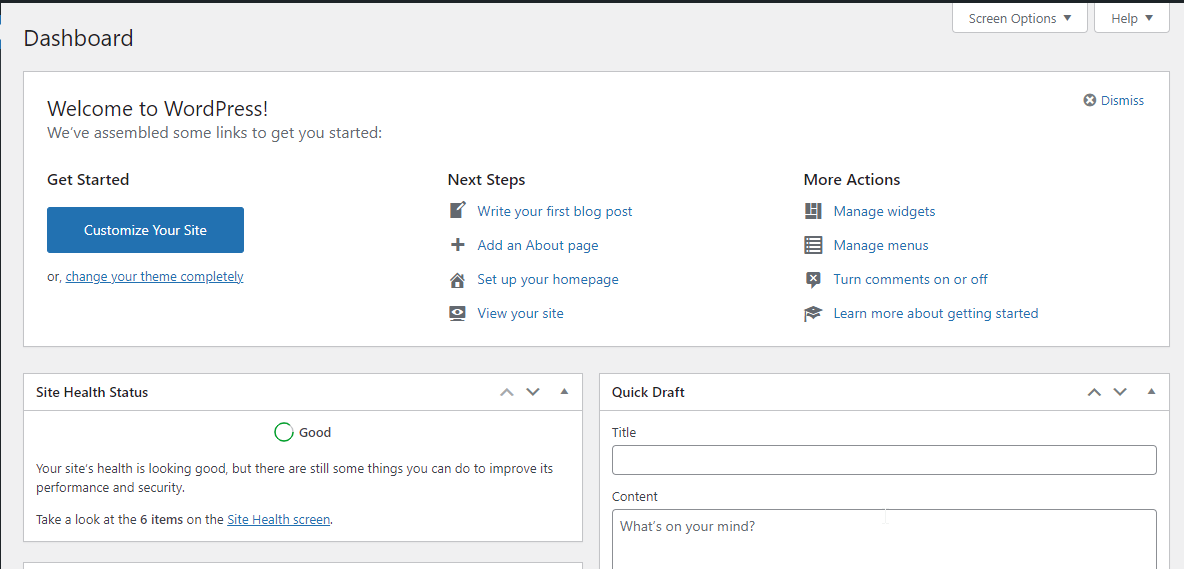 Screen Options
Help
Dashboard
Welcome to WordPress!
Dismiss
We've assembled some links to get you started:
Get Started
Customize Your Site
or, change your theme completely
Next Steps
Write your first blog post
Add an About page
Set up your homepage
View your site
More Actions
Manage widgets
Manage menus
Turn comments on or off
Learn more about getting started
Site Health Status
Good
Your site's health is looking good, but there are still some things you can do to improve its
performance and security.
Take a look at the 6 items on the Site Health screen.
Quick Draft
Title
Content
What's on your mind?